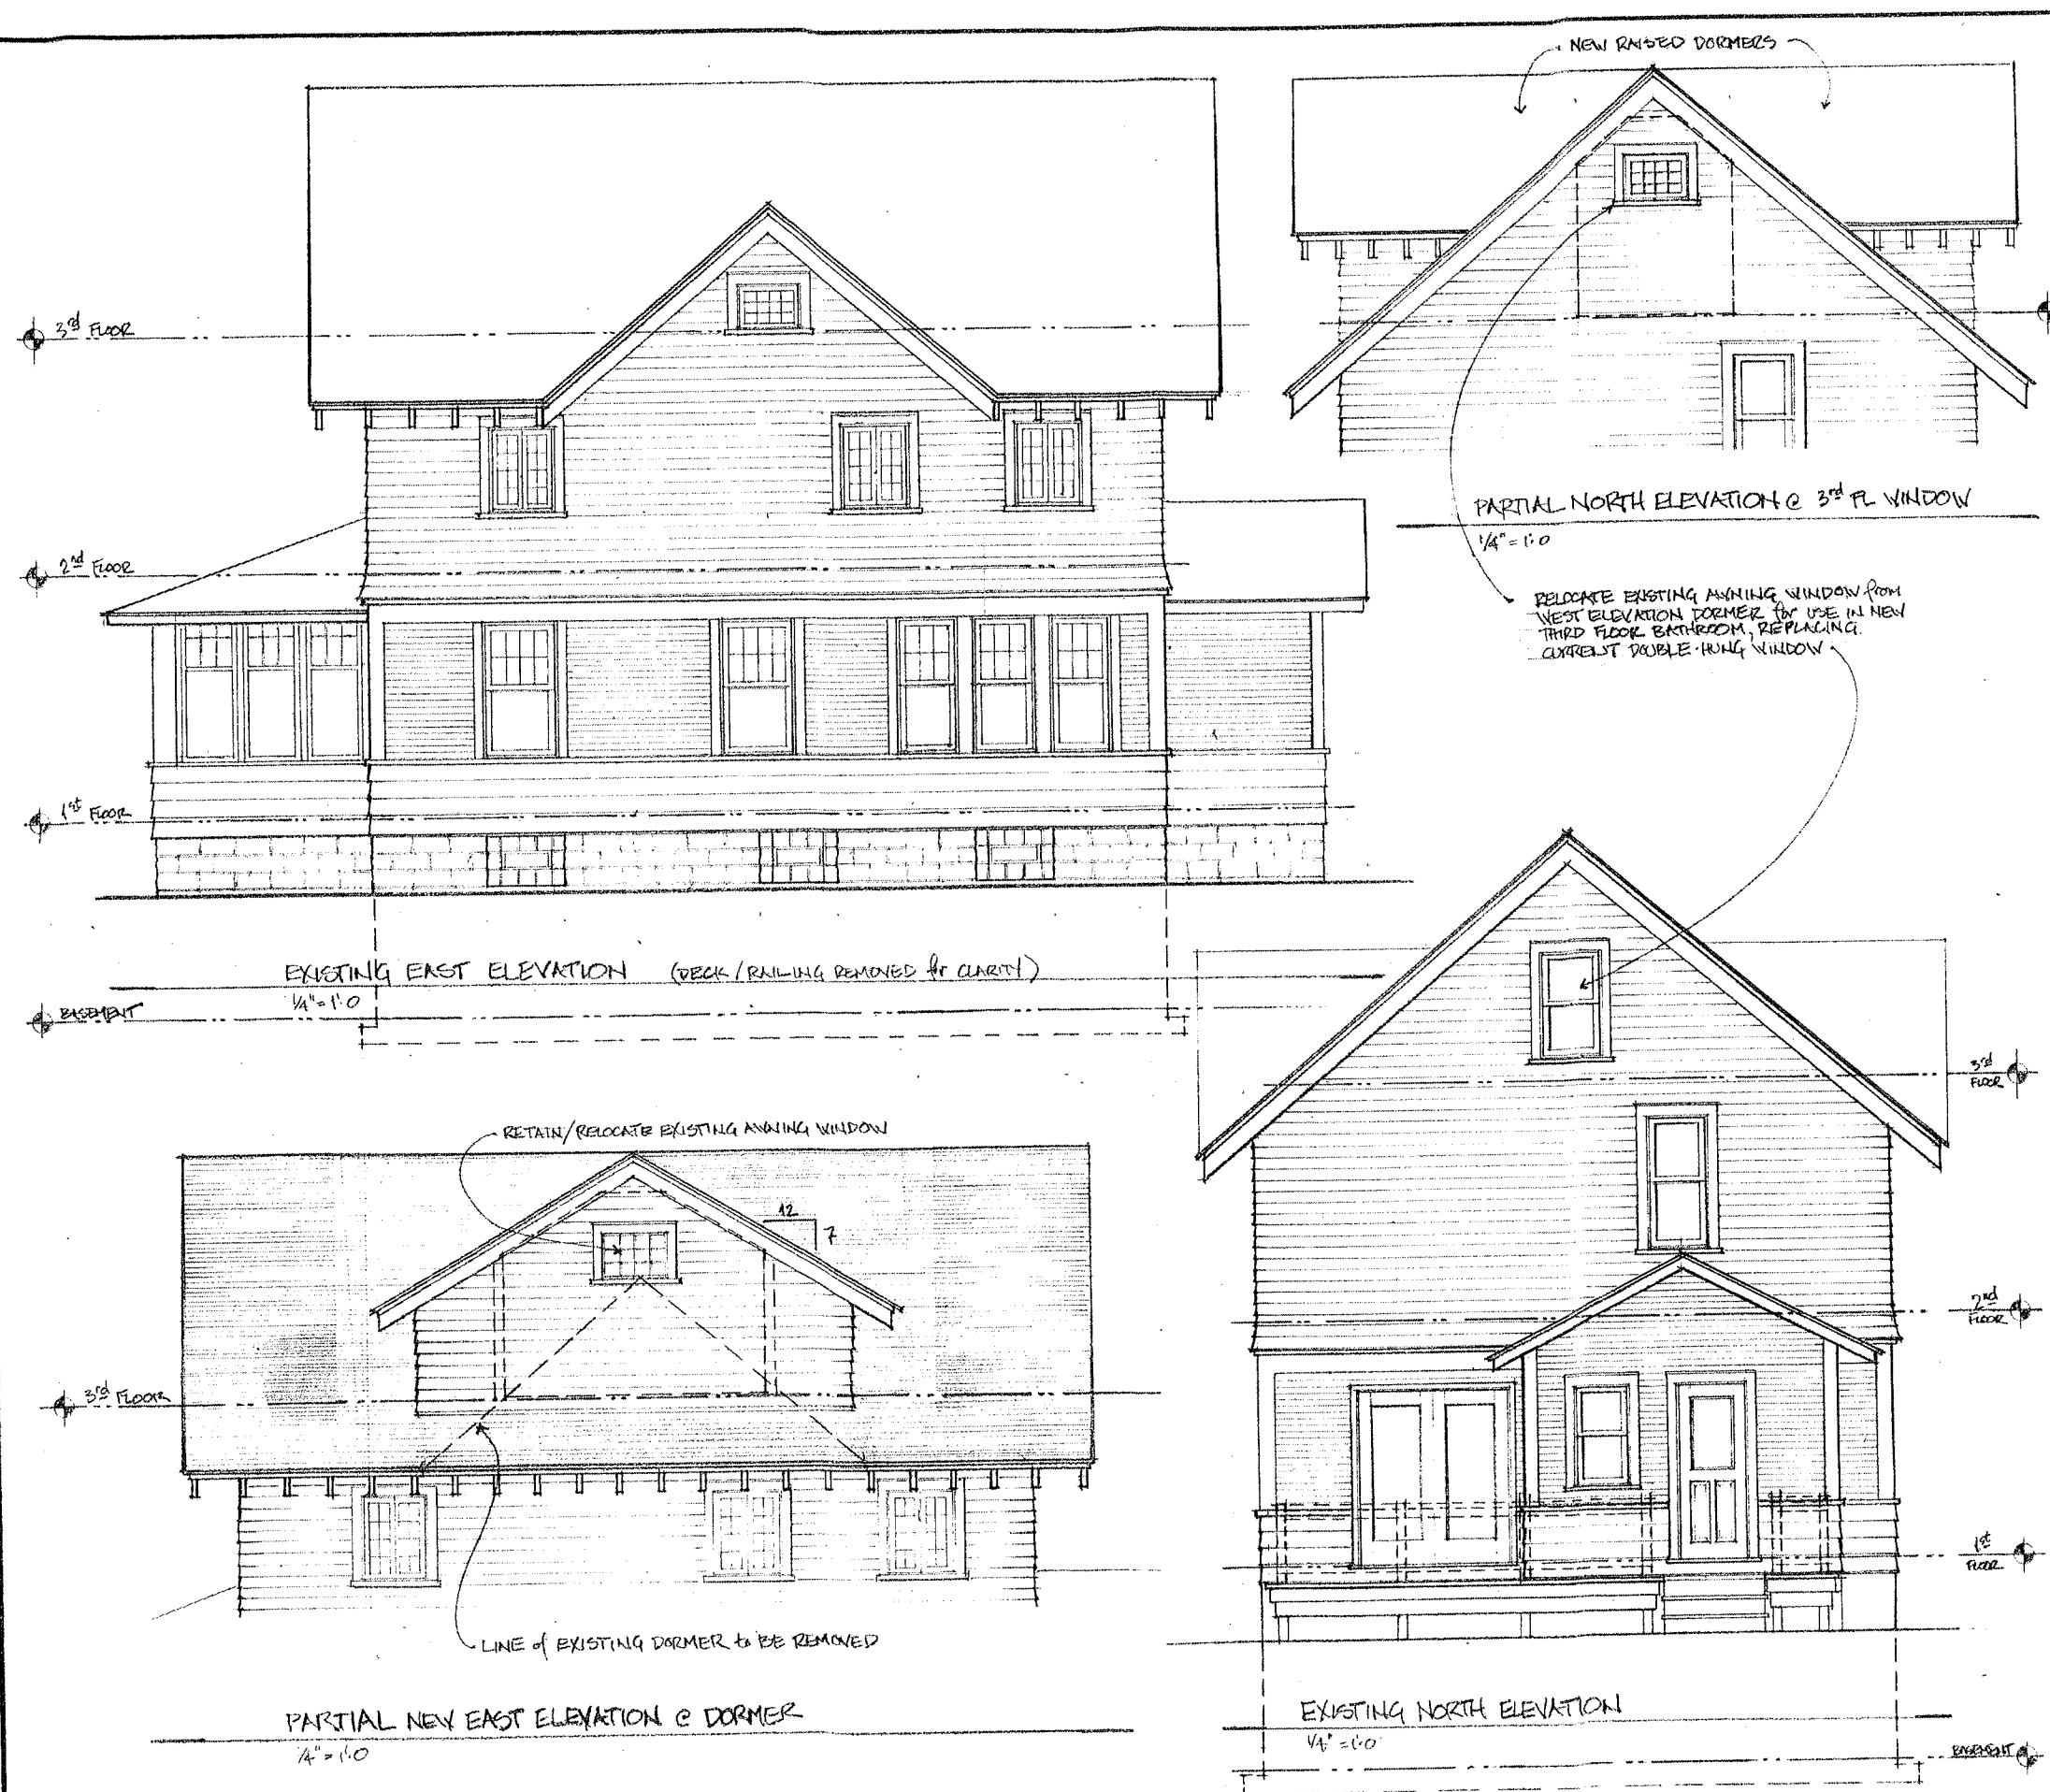 NEW RAISED DORMERS
3rd FLOOR
PARTIAL NORTH ELEVATION @ 3rd FL WINDOW
1/4" = 1'.0
2nd FLOOR
RELOCATE EXISTING AWNING WINDOW from
WEST ELEVATION DORMER for USE IN NEW
THIRD FLOOR BATHROOM, REPLACING
CURRENT DOUBLE-HUNG WINDOW
1st FLOOR
EXISTING EAST ELEVATION (DECK/RAILING REMOVED for CLARITY)
1/4" = 1'.0
BASEMENT
3rd
FLOOR
RETAIN/RELOCATE EXISTING AWNING WINDOW
12
7
2nd
FLOOR
3rd FLOOR
1st
FLOOR
LINE of EXISTING DORMER to BE REMOVED
PARTIAL NEW EAST ELEVATION @ DORMER
1/4" = 1'.0
EXISTING NORTH ELEVATION
1/4" = 1'.0
BASEMENT